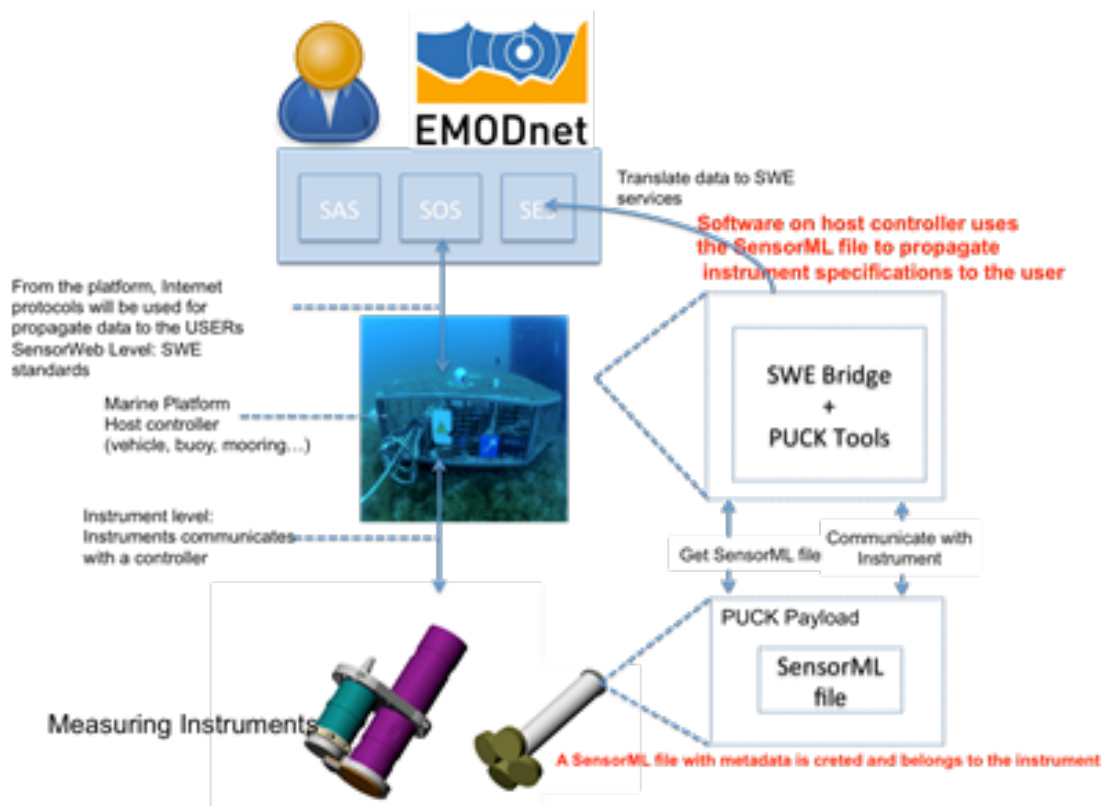 EMODnet
SAS
SOS
SES
Translate data to SWE
services
Software on host controller uses
the SensorML file to propagate
instrument specifications to the user
From the platform, Internet
protocols will be used for
propagate data to the USERs
SensorWeb Level: SWE
standards
Marine Platform
Host controller
(vehicle, buoy, mooring…)
SWE Bridge
+
PUCK Tools
Instrument level:
Instruments communicates
with a controller
Get SensorML file
Communicate with
Instrument
PUCK Payload
SensorML
file
Measuring Instruments
A SensorML file with metadata is creted and belongs to the instrument